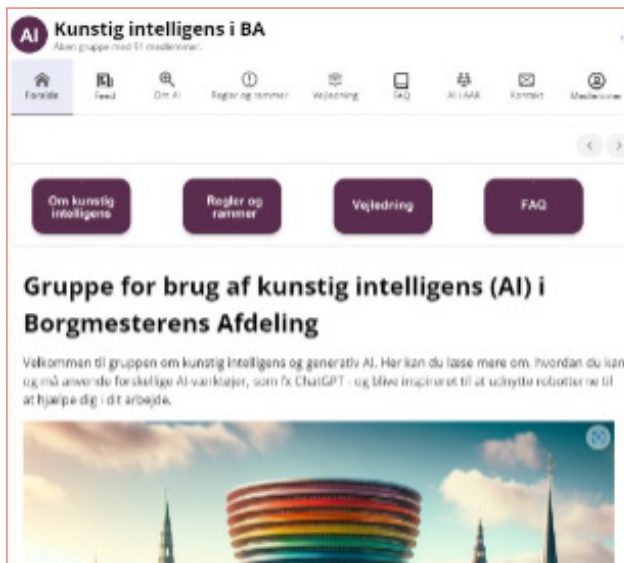 AI
Kunstig intelligens i BA
Åben gruppe med 91 medlemmer.
Forside
Feed
Om AI
Regler og rammer
Vejledning
FAQ
AI i AAK
Kontakt
Medlemmer
Om kunstig
intelligens
Regler og
rammer
Vejledning
FAQ
Gruppe for brug af kunstig intelligens (AI) i
Borgmesterens Afdeling
Velkommen til gruppen om kunstig intelligens og generativ AI. Her kan du læse mere om, hvordan du kan
og må anvende forskellige AI-værktøjer, som fx ChatGPT - og blive inspireret til at udnytte robotterne til
at hjælpe dig i dit arbejde.